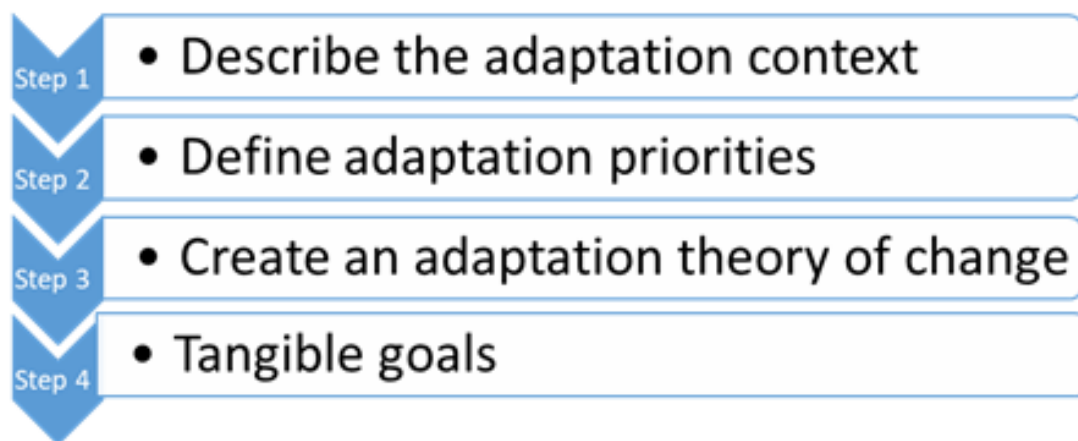 Step 1
• Describe the adaptation context
Step 2
• Define adaptation priorities
Step 3
• Create an adaptation theory of change
Step 4
• Tangible goals